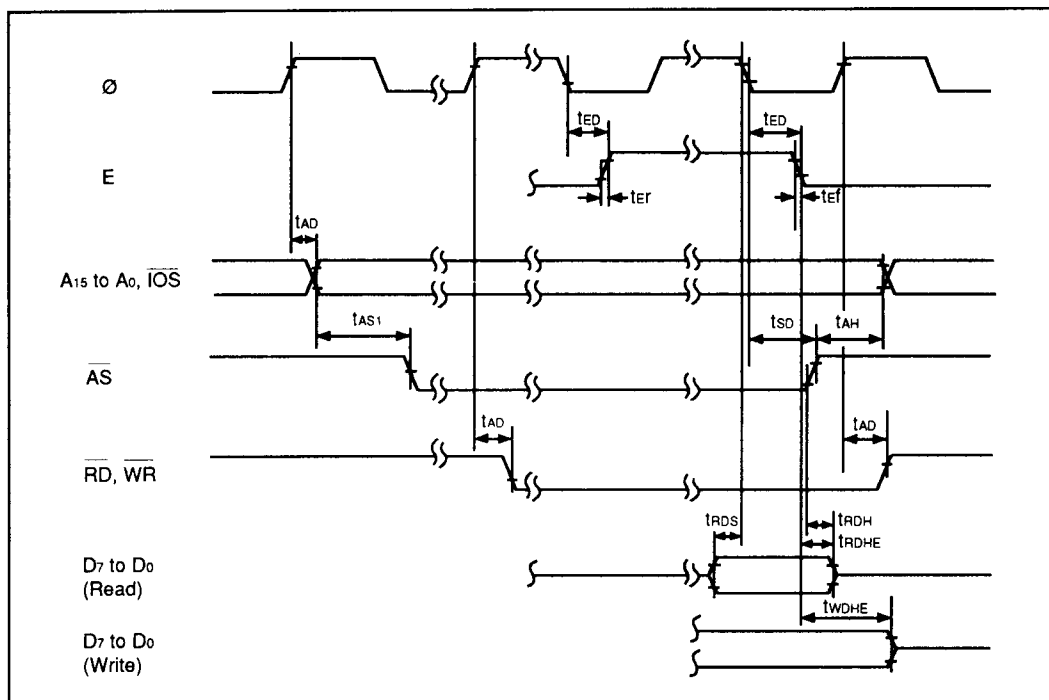 Ø
tED
tED
E
tEr
tEf
tAD
A15 to A0, IOS
tAS1
tSD
tAH
AS
tAD
tAD
RD, WR
tRDS
tRDH
tRDHE
D7 to D0
(Read)
tWDHE
D7 to D0
(Write)